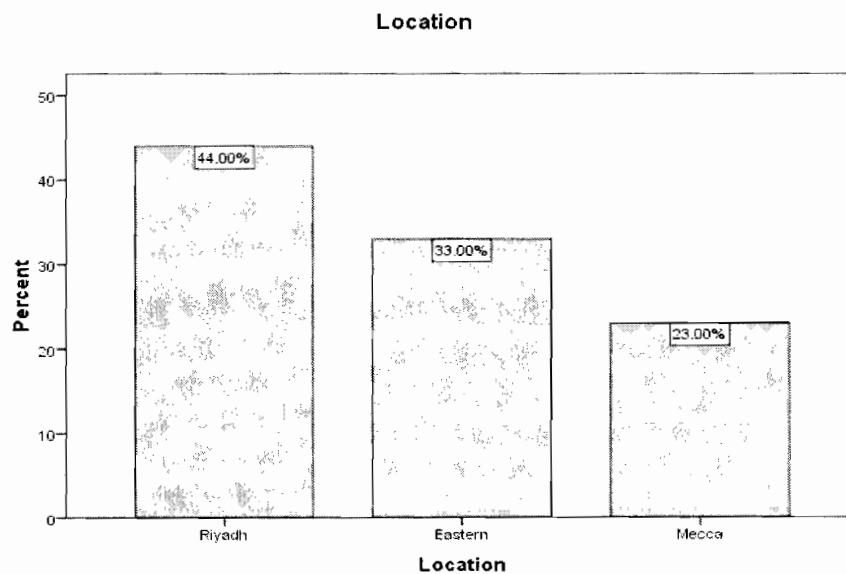 Location
Percent
50
40
30
20
10
0
44.00%
33.00%
23.00%
Riyadh
Eastern
Mecca
Location